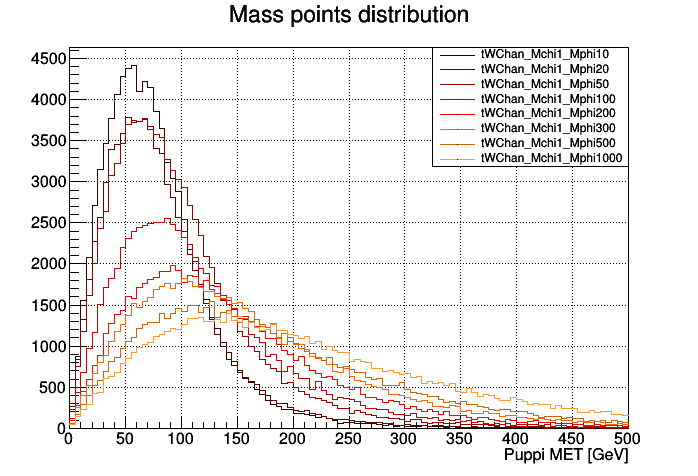 Mass points distribution
tWChan_Mchi1_Mphi10
tWChan_Mchi1_Mphi20
tWChan_Mchi1_Mphi50
tWChan_Mchi1_Mphi100
tWChan_Mchi1_Mphi200
tWChan_Mchi1_Mphi300
tWChan_Mchi1_Mphi500
tWChan_Mchi1_Mphi1000
4500
4000
3500
3000
2500
2000
1500
1000
500
0
0 50 100 150 200 250 300 350 400 450 500
Puppi MET [GeV]